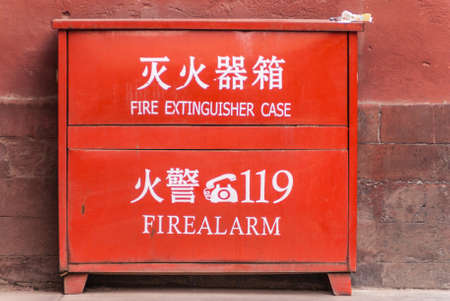 灭火器箱
FIRE EXTINGUISHER CASE
火警☎119
FIREALARM